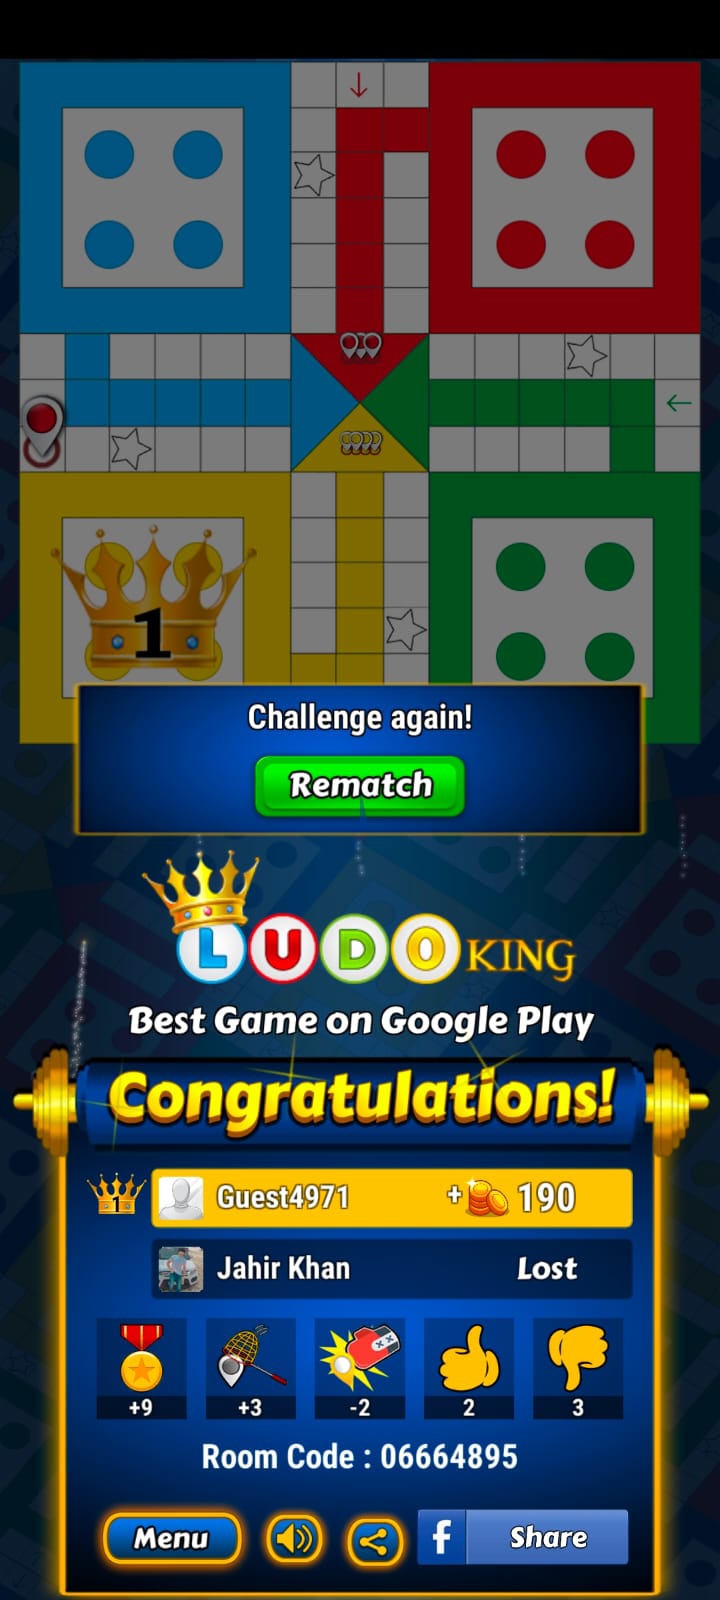 1
Challenge again!
Rematch
LUDO KING
Best Game on Google Play
Congratulations!
1 Guest4971 + 190
Jahir Khan Lost
+9 +3 -2 2 3
Room Code : 06664895
Menu f Share